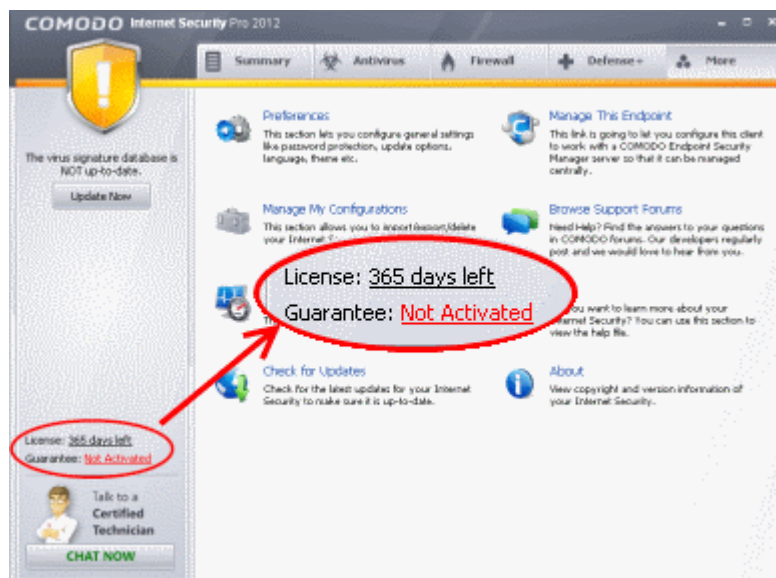 COMODO Internet Security Pro 2012
Summary
Antivirus
Firewall
Defense+
More
The virus signature database is
NOT up-to-date.
Update Now
Preferences
This section lets you configure general settings
like password protection, update options,
language, theme etc.
Manage This Endpoint
This link is going to let you configure this client
to work with a COMODO Endpoint Security
Manager server so that it can be managed
centrally.
Manage My Configurations
This section allows you to import/export/delete
your Internet
Browse Support Forums
Need Help? Find the answers to your questions
in COMODO forums. Our developers regularly
post and we would love to hear from you.
License: 365 days left
Guarantee: Not Activated
you want to learn more about your
Internet Security? You can use this section to
view the help file.
Check for Updates
Check for the latest updates for your Internet
Security to make sure it is up-to-date.
About
View copyright and version information of
your Internet Security.
License: 365 days left
Guarantee: Not Activated
Talk to a
Certified
Technician
CHAT NOW